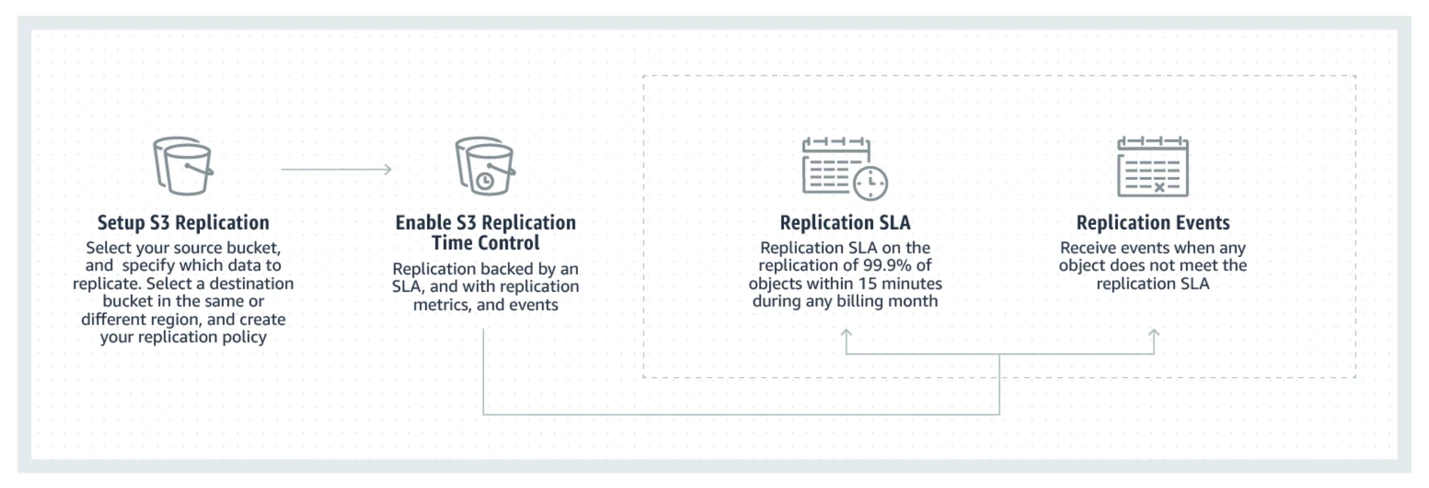 Setup S3 Replication
Select your source bucket,
and specify which data to
replicate. Select a destination
bucket in the same or
different region, and create
your replication policy
Enable S3 Replication
Time Control
Replication backed by an
SLA, and with replication
metrics, and events
Replication SLA
Replication SLA on the
replication of 99.9% of
objects within 15 minutes
during any billing month
Replication Events
Receive events when any
object does not meet the
replication SLA